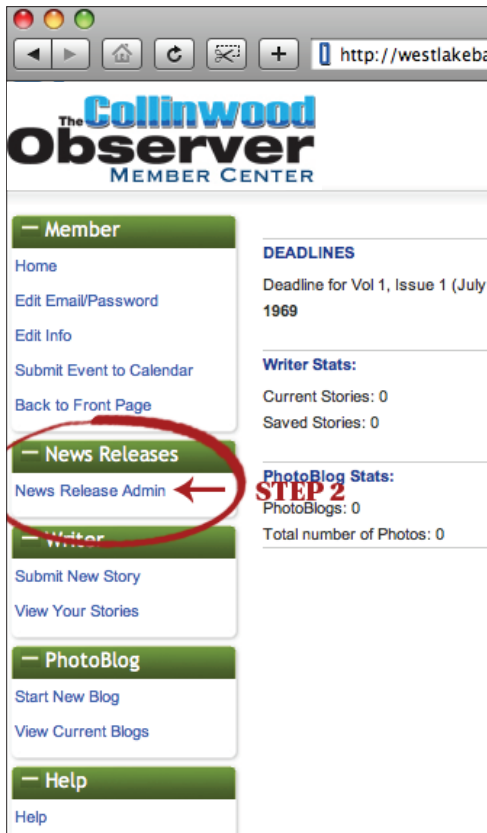 http://westlakeba
The Collinwood
Observer
MEMBER CENTER
— Member
Home
Edit Email/Password
Edit Info
Submit Event to Calendar
Back to Front Page
— News Releases
News Release Admin
— Writer
Submit New Story
View Your Stories
— PhotoBlog
Start New Blog
View Current Blogs
— Help
Help
DEADLINES
Deadline for Vol 1, Issue 1 (July
1969
Writer Stats:
Current Stories: 0
Saved Stories: 0
PhotoBlog Stats:
STEP 2
PhotoBlogs: 0
Total number of Photos: 0